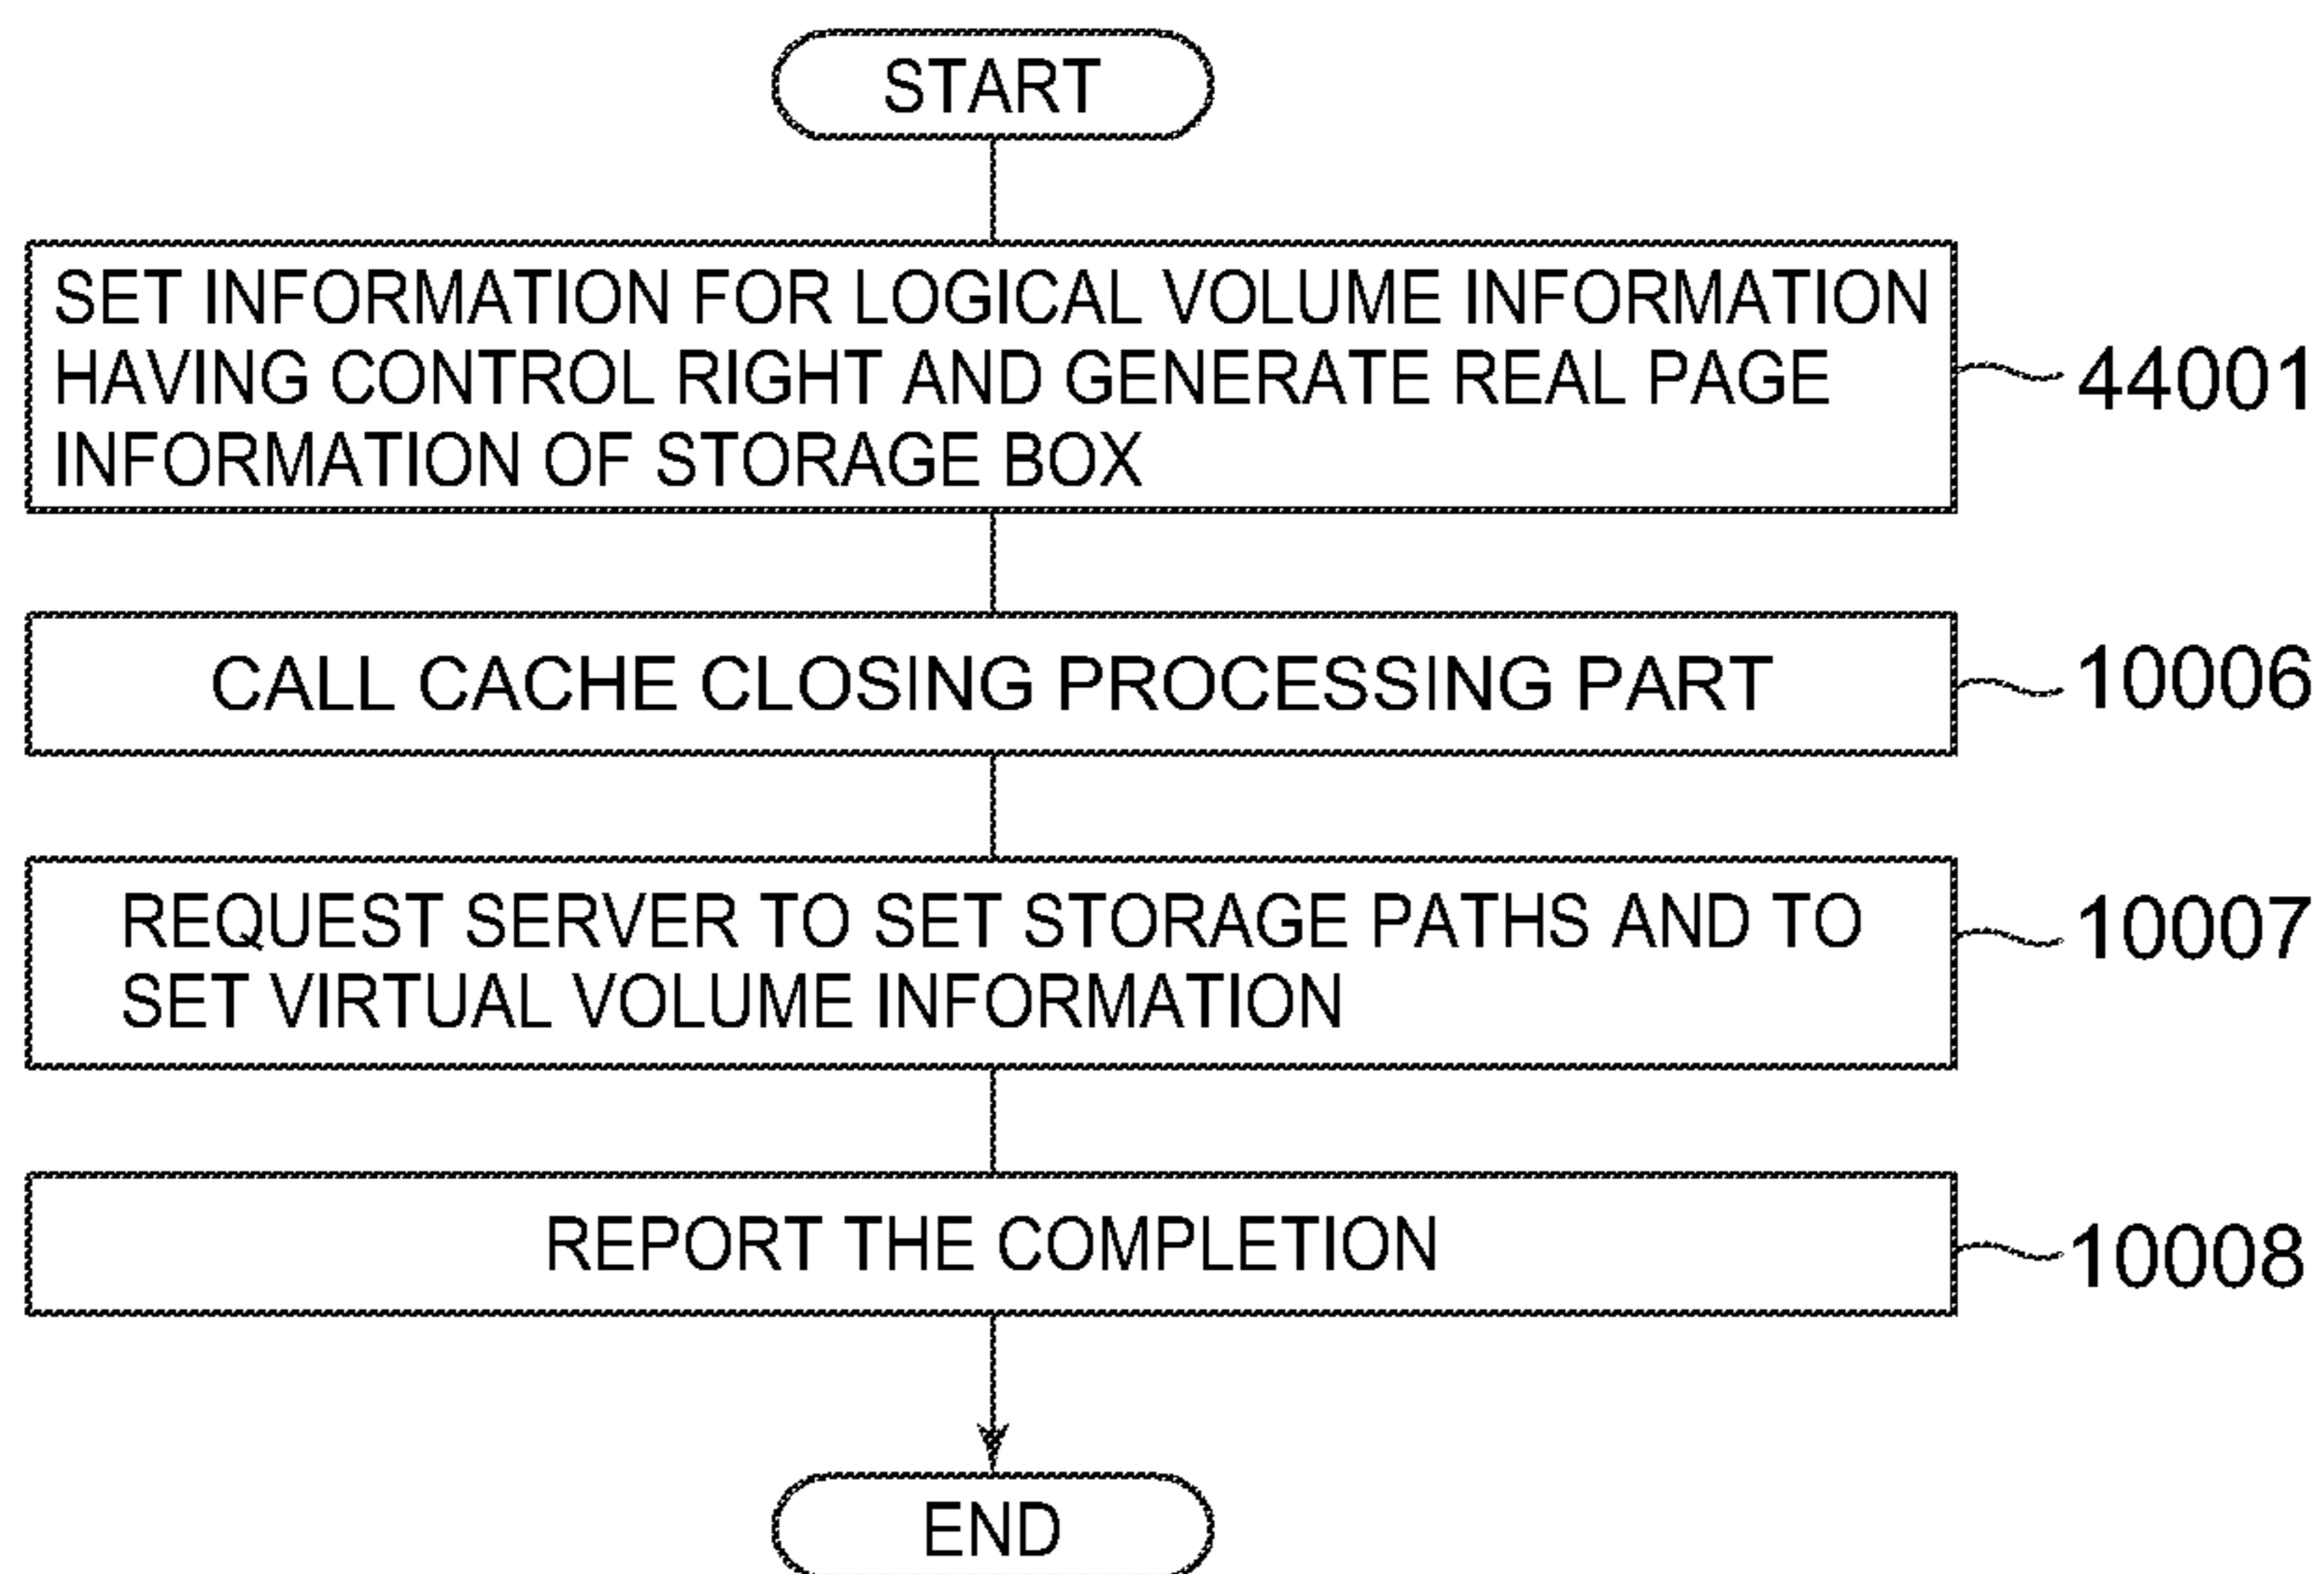 START
SET INFORMATION FOR LOGICAL VOLUME INFORMATION
HAVING CONTROL RIGHT AND GENERATE REAL PAGE
INFORMATION OF STORAGE BOX
44001
CALL CACHE CLOSING PROCESSING PART
10006
REQUEST SERVER TO SET STORAGE PATHS AND TO
SET VIRTUAL VOLUME INFORMATION
10007
REPORT THE COMPLETION
10008
END